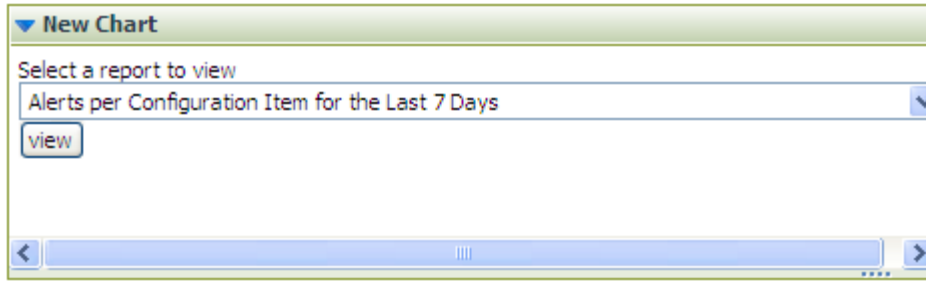 New Chart
Select a report to view
Alerts per Configuration Item for the Last 7 Days
view